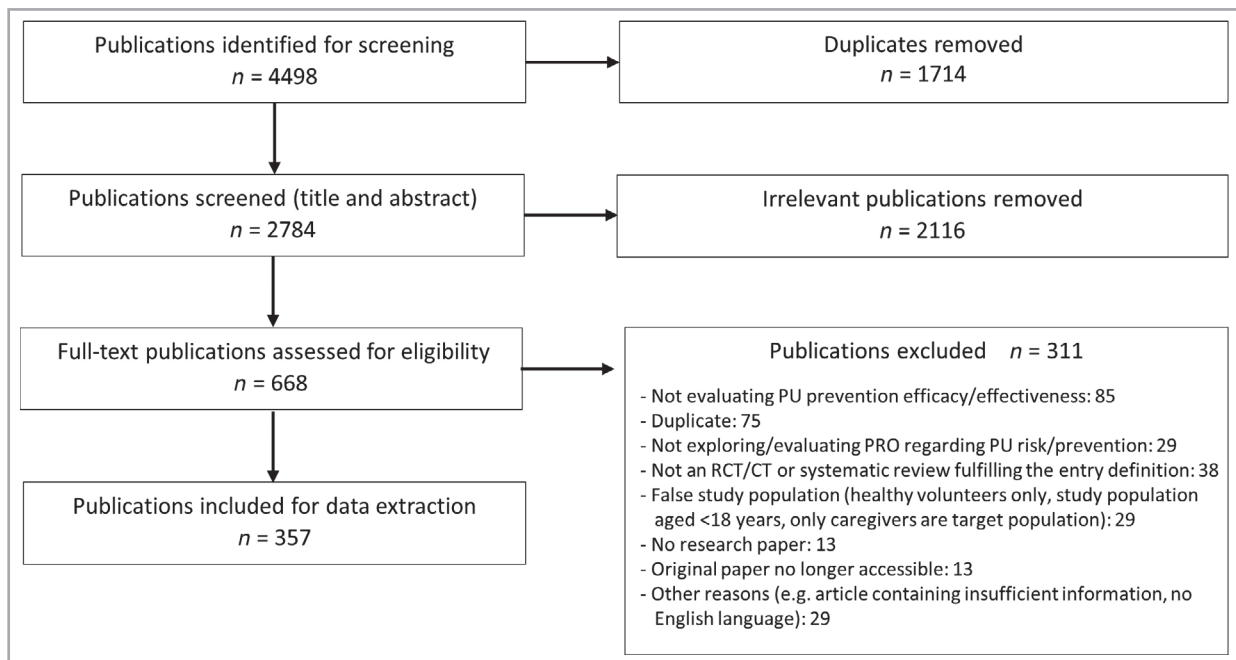 Publications identified for screening
n = 4498
Duplicates removed
n = 1714
Publications screened (title and abstract)
n = 2784
Irrelevant publications removed
n = 2116
Full-text publications assessed for eligibility
n = 668
Publications excluded n = 311
- Not evaluating PU prevention efficacy/effectiveness: 85
- Duplicate: 75
- Not exploring/evaluating PRO regarding PU risk/prevention: 29
- Not an RCT/CT or systematic review fulfilling the entry definition: 38
- False study population (healthy volunteers only, study population
aged <18 years, only caregivers are target population): 29
- No research paper: 13
- Original paper no longer accessible: 13
- Other reasons (e.g. article containing insufficient information, no
English language): 29
Publications included for data extraction
n = 357